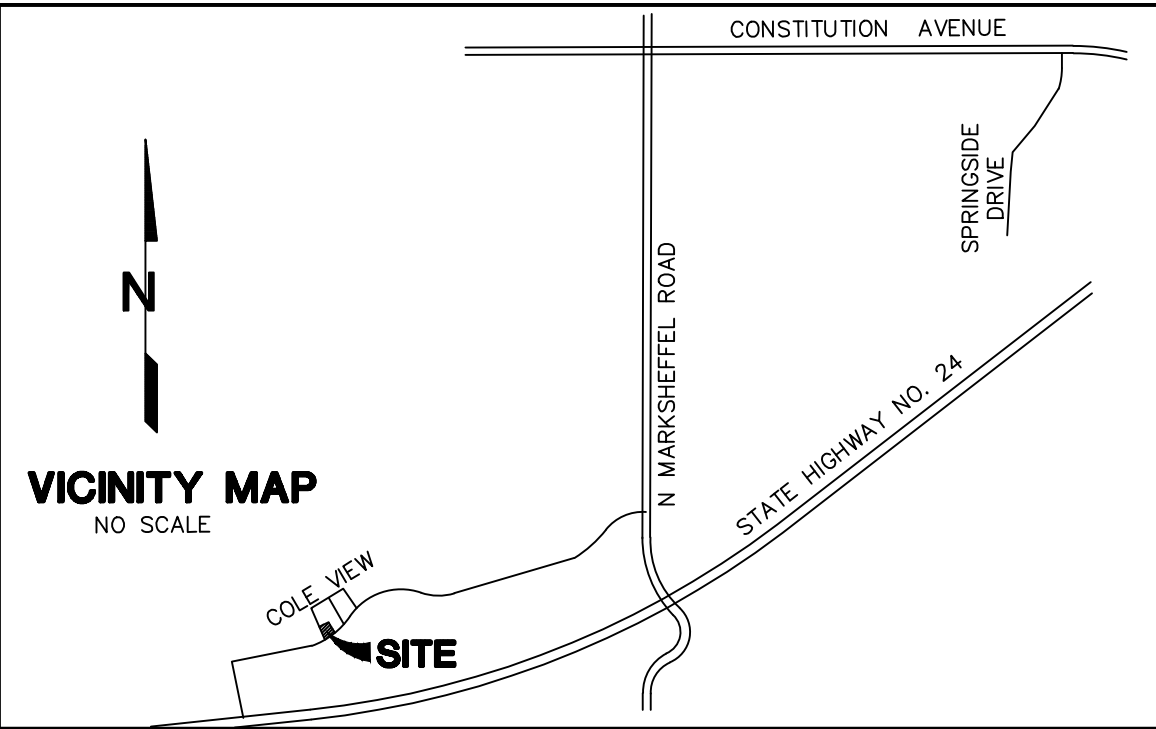 CONSTITUTION AVENUE
SPRINGSIDE
DRIVE
N
N MARKSHEFFEL ROAD
STATE HIGHWAY NO. 24
VICINITY MAP
NO SCALE
COLE VIEW
SITE